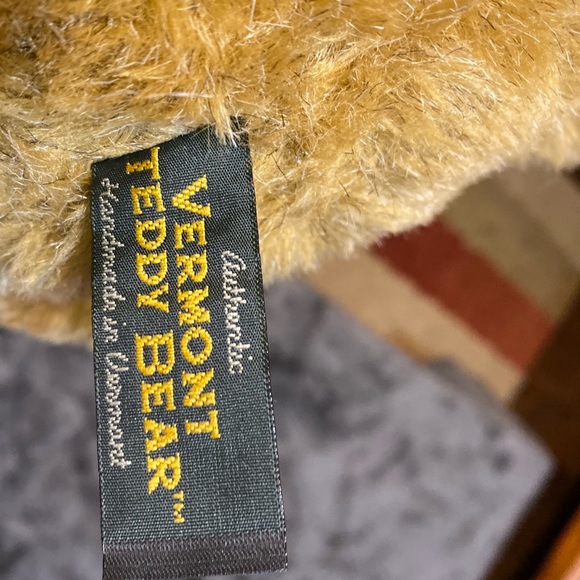 Authentic
VERMONT
TEDDY BEAR™
Handmade in Vermont